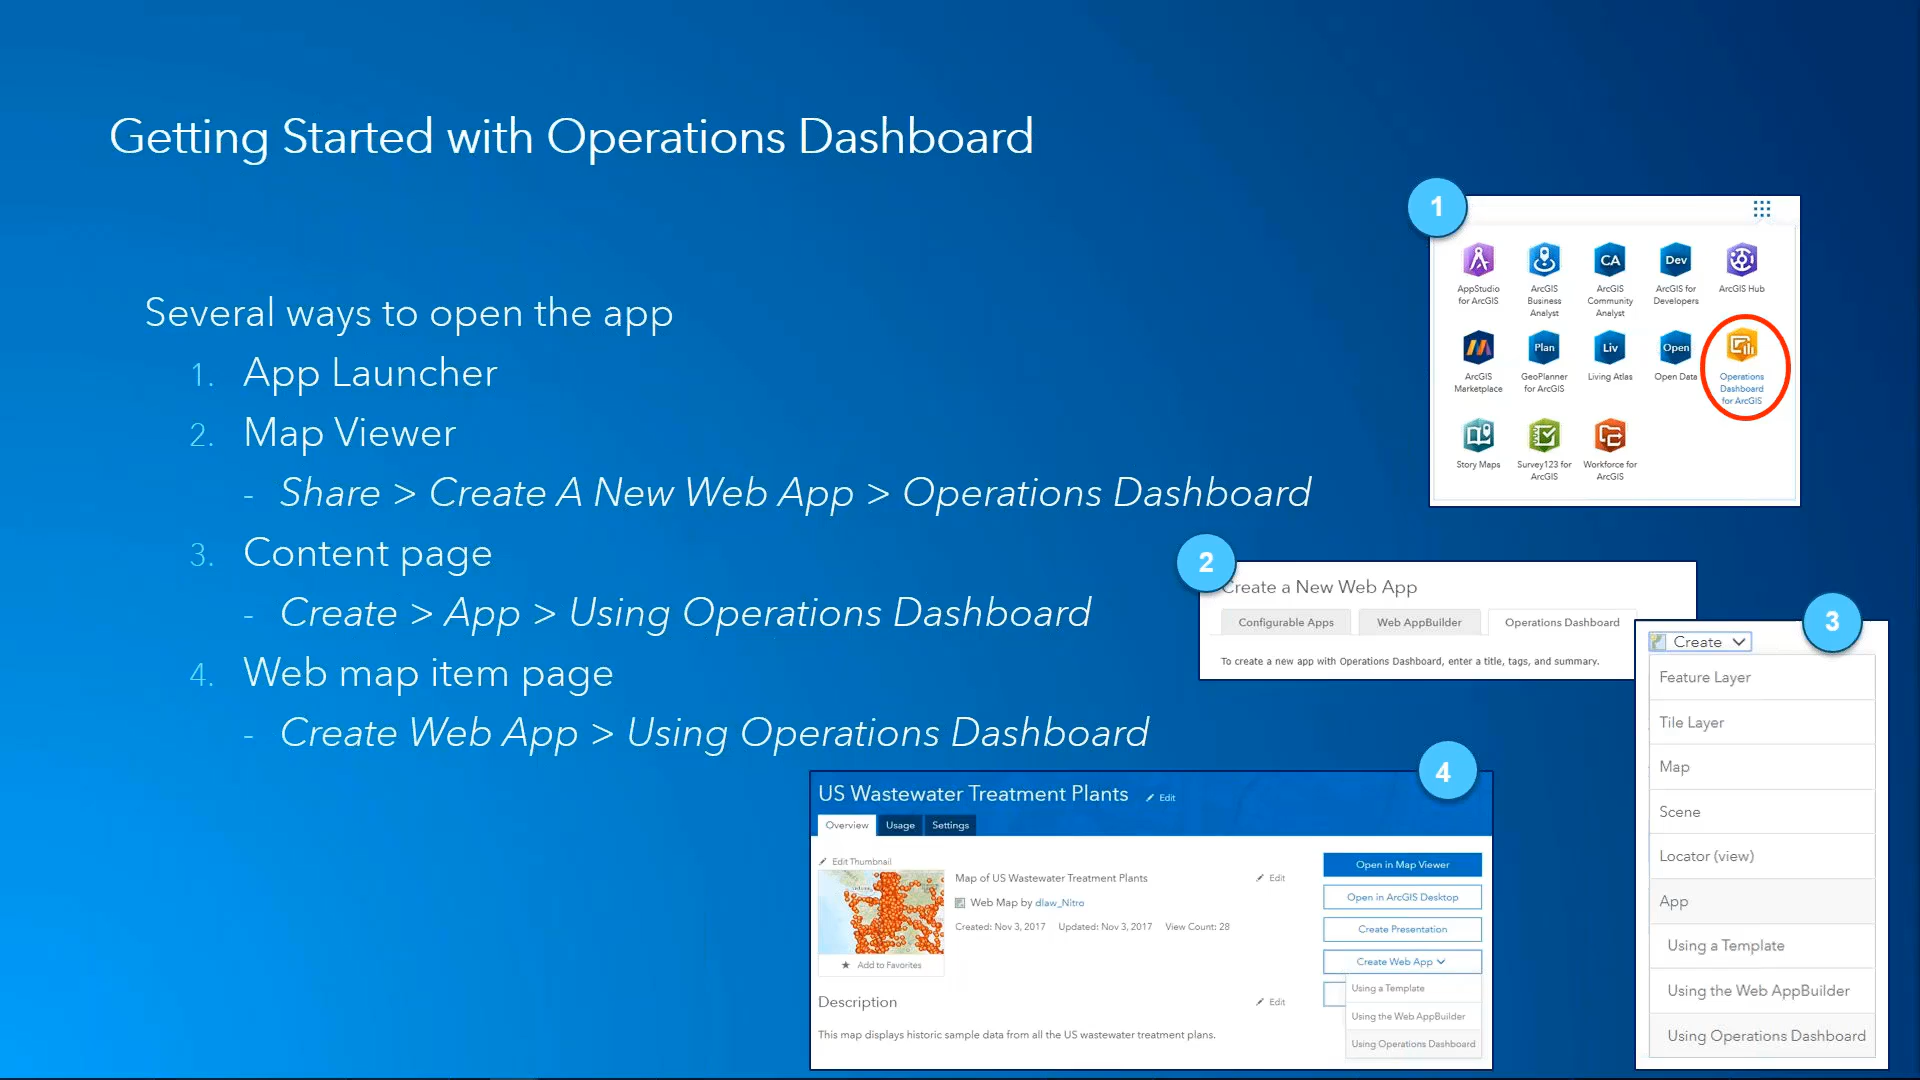 Getting Started with Operations Dashboard
Several ways to open the app
1. App Launcher
2. Map Viewer
- Share > Create A New Web App > Operations Dashboard
3. Content page
- Create > App > Using Operations Dashboard
4. Web map item page
- Create Web App > Using Operations Dashboard
1
CA
Dev
AppStudio
for ArcGIS
ArcGIS
Business
Analyst
ArcGIS
Community
Analyst
ArcGIS for
Developers
ArcGIS Hub
Plan
Liv
Open
ArcGIS
Marketplace
GeoPlanner
for ArcGIS
Living Atlas
Open Data
Operations
Dashboard
for ArcGIS
Story Maps
Survey123 for
ArcGIS
Workforce for
ArcGIS
2
Create a New Web App
Configurable Apps
Web AppBuilder
Operations Dashboard
To create a new app with Operations Dashboard, enter a title, tags, and summary.
3
Create
Feature Layer
Tile Layer
Map
Scene
Locator (view)
App
Using a Template
Using the Web AppBuilder
Using Operations Dashboard
4
US Wastewater Treatment Plants
Edit
Overview
Usage
Settings
Edit Thumbnail
Add to Favorites
Map of US Wastewater Treatment Plants
Edit
Web Map by dlaw_Nitro
Created: Nov 3, 2017 Updated: Nov 3, 2017 View Count: 28
Description
Edit
This map displays historic sample data from all the US wastewater treatment plants.
Open in Map Viewer
Open in ArcGIS Desktop
Create Presentation
Create Web App
Using a Template
Using the Web AppBuilder
Using Operations Dashboard